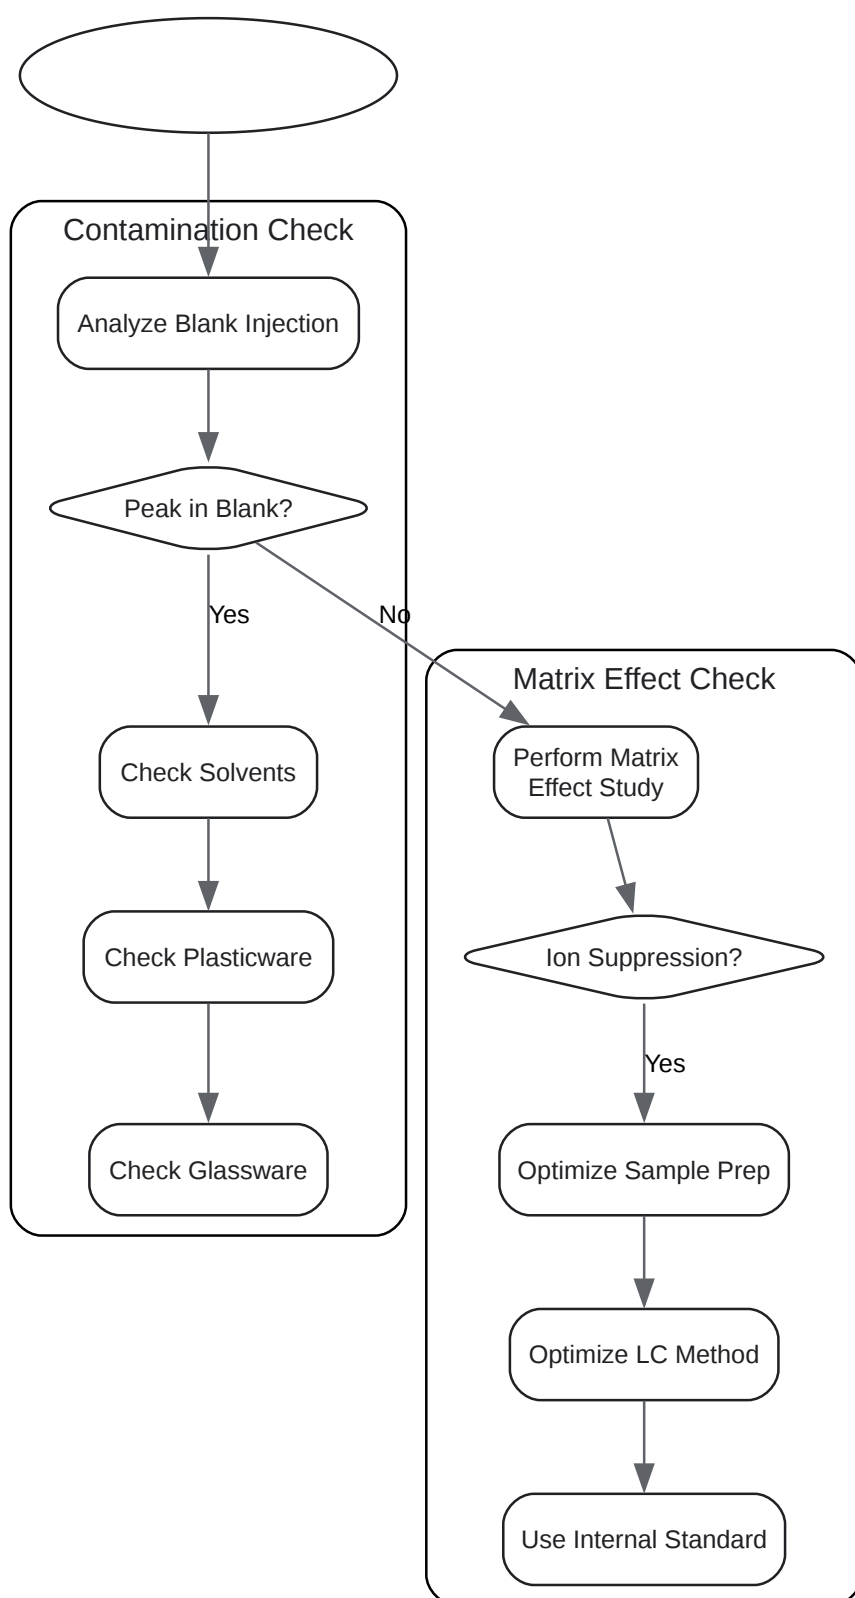 Contamination Check
Analyze Blank Injection
Peak in Blank?
Yes
No
Check Solvents
Check Plasticware
Check Glassware
Matrix Effect Check
Perform Matrix
Effect Study
Ion Suppression?
Yes
Optimize Sample Prep
Optimize LC Method
Use Internal Standard